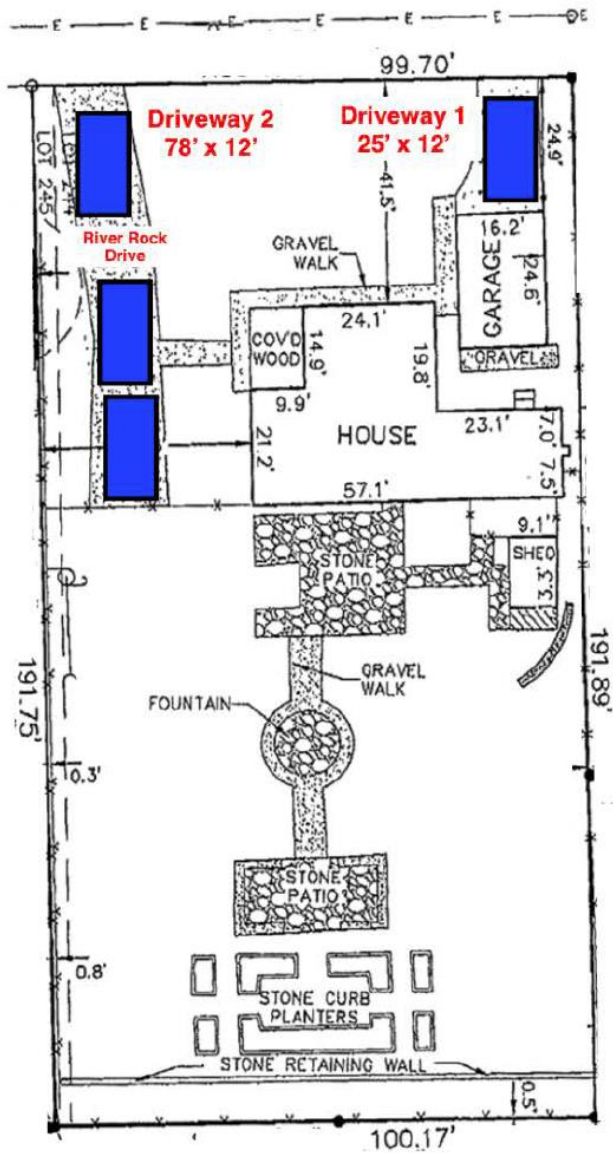 E E E E E E E
99.70'
Driveway 2
78' x 12'
Driveway 1
25' x 12'
LOT 245
24.9'
41.5'
River Rock
Drive
16.2'
GRAVEL
WALK
GARAGE
24.6'
24.1'
COV'D
WOOD
14.9'
19.8'
GRAVEL
9.9'
23.1'
7.0'
21.2'
HOUSE
7.5'
57.1'
9.1'
STONE
PATIO
SHED
GRAVEL
WALK
191.75'
191.89'
FOUNTAIN
0.3'
STONE
PATIO
0.8'
STONE CURB
PLANTERS
STONE RETAINING WALL
0.5'
100.17'